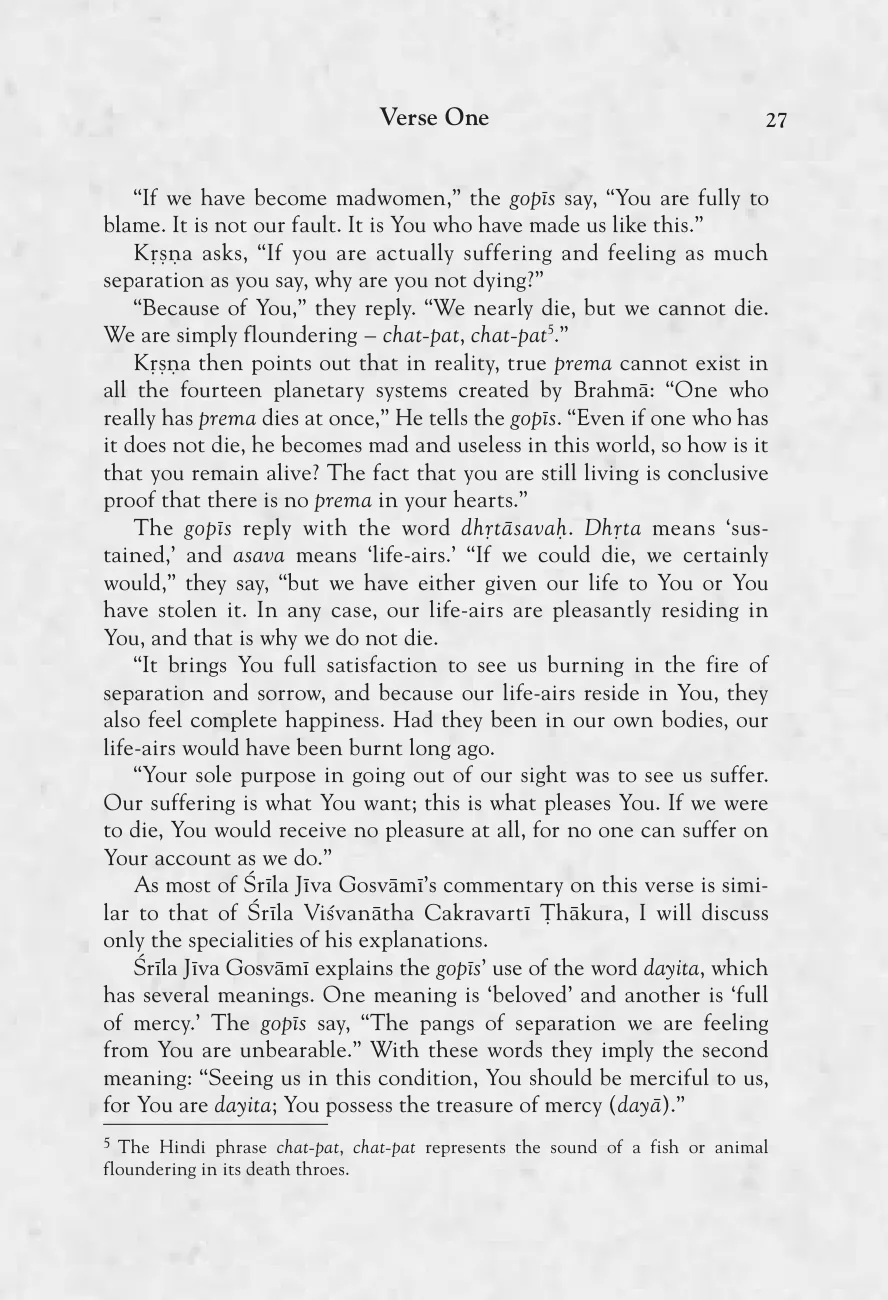 Verse One
27
“If we have become madwomen,” the gopīs say, “You are fully to
blame. It is not our fault. It is You who have made us like this.”
Kṛṣṇa asks, “If you are actually suffering and feeling as much
separation as you say, why are you not dying?”
“Because of You,” they reply. “We nearly die, but we cannot die.
We are simply floundering – chat-pat, chat-pat⁵.”
Kṛṣṇa then points out that in reality, true prema cannot exist in
all the fourteen planetary systems created by Brahmā: “One who
really has prema dies at once,” He tells the gopīs. “Even if one who has
it does not die, he becomes mad and useless in this world, so how is it
that you remain alive? The fact that you are still living is conclusive
proof that there is no prema in your hearts.”
The gopīs reply with the word dhṛtāsavaḥ. Dhṛta means ‘sus-
tained,’ and asava means ‘life-airs.’ “If we could die, we certainly
would,” they say, “but we have either given our life to You or You
have stolen it. In any case, our life-airs are pleasantly residing in
You, and that is why we do not die.
“It brings You full satisfaction to see us burning in the fire of
separation and sorrow, and because our life-airs reside in You, they
also feel complete happiness. Had they been in our own bodies, our
life-airs would have been burnt long ago.
“Your sole purpose in going out of our sight was to see us suffer.
Our suffering is what You want; this is what pleases You. If we were
to die, You would receive no pleasure at all, for no one can suffer on
Your account as we do.”
As most of Śrīla Jīva Gosvāmī’s commentary on this verse is simi-
lar to that of Śrīla Viśvanātha Cakravartī Ṭhākura, I will discuss
only the specialities of his explanations.
Śrīla Jīva Gosvāmī explains the gopīs’ use of the word dayita, which
has several meanings. One meaning is ‘beloved’ and another is ‘full
of mercy.’ The gopīs say, “The pangs of separation we are feeling
from You are unbearable.” With these words they imply the second
meaning: “Seeing us in this condition, You should be merciful to us,
for You are dayita; You possess the treasure of mercy (dayā).”
⁵ The Hindi phrase chat-pat, chat-pat represents the sound of a fish or animal
floundering in its death throes.